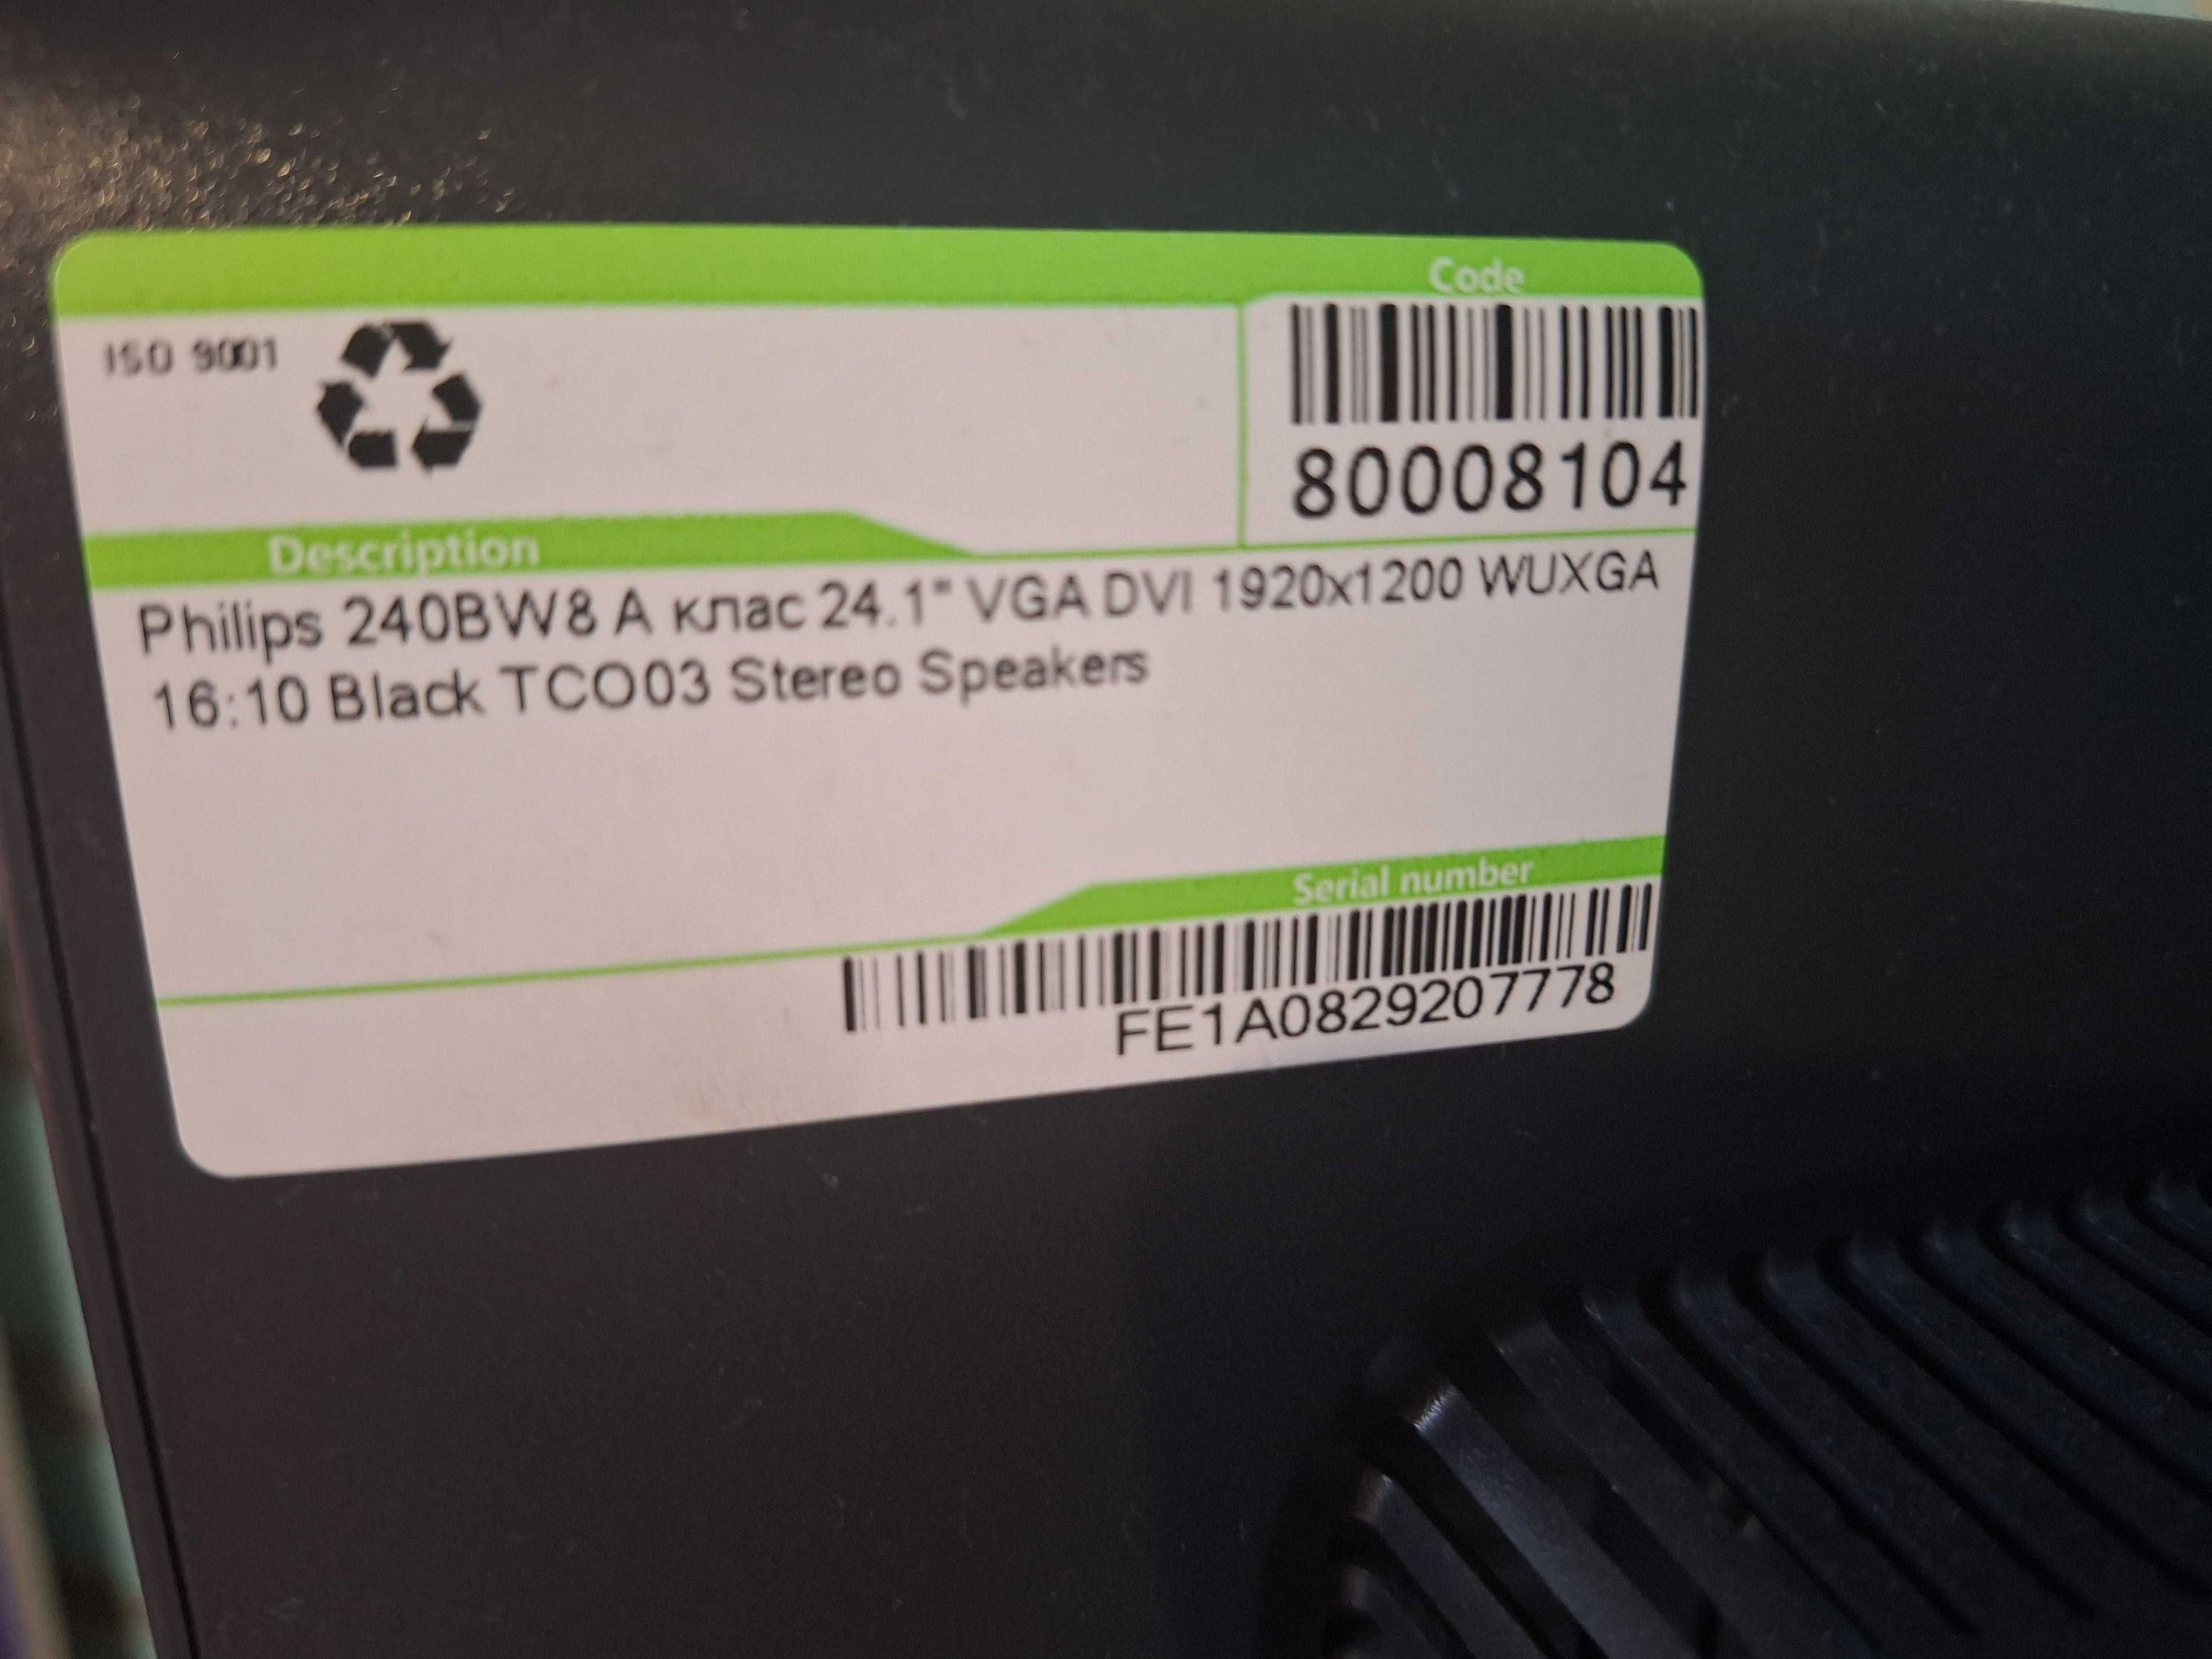 Code
ISO 9001
80008104
Description
Philips 240BW8 А клас 24.1" VGA DVI 1920x1200 WUXGA
16:10 Black TCO03 Stereo Speakers
Serial number
FE1A0829207778